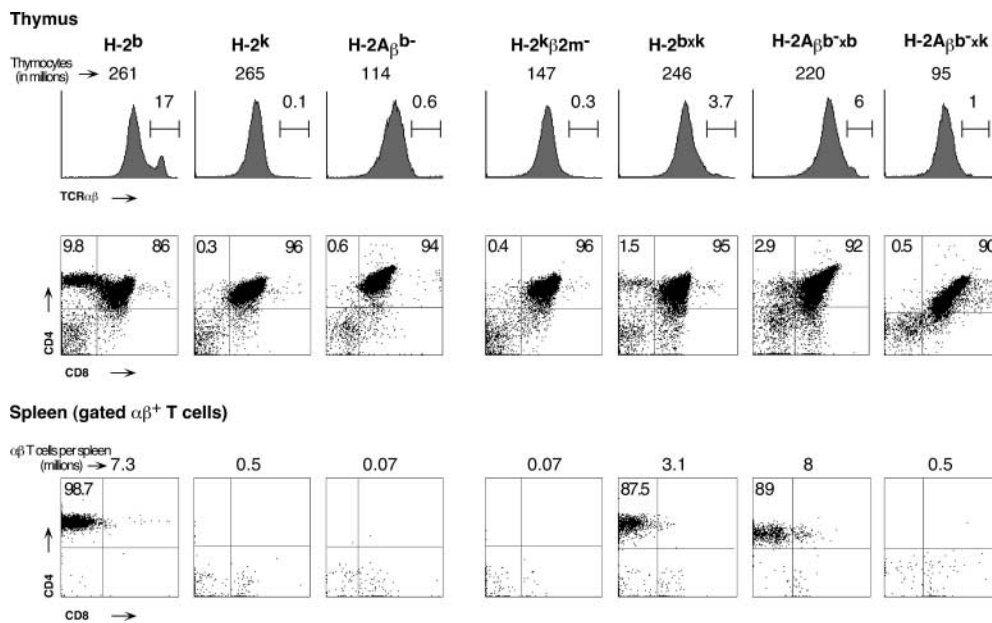 Thymus
H-2b H-2k H-2Aβb- H-2kβ2m- H-2bxk H-2Aβb-xb H-2Aβb-xk
Thymocytes
(in millions) → 261 265 114 147 246 220 95
17 0.1 0.6 0.3 3.7 6 1
TCRαβ →
9.8 86 0.3 96 0.6 94 0.4 96 1.5 95 2.9 92 0.5 90
CD4 →
CD8 →
Spleen (gated αβ+ T cells)
αβ T cells per spleen
(millions) → 7.3 0.5 0.07 0.07 3.1 8 0.5
98.7 87.5 89
CD4 →
CD8 →